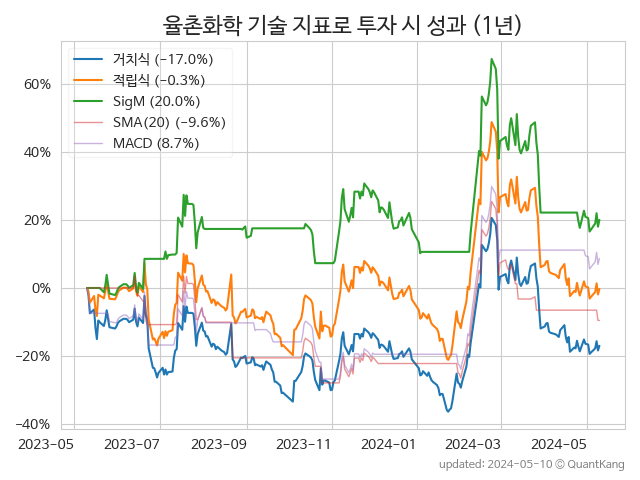 율촌화학 기술 지표로 투자 시 성과 (1년)
거치식 (−17.0%)
적립식 (−0.3%)
SigM (20.0%)
SMA(20) (−9.6%)
MACD (8.7%)
60%
40%
20%
0%
−20%
−40%
2023-05 2023-07 2023-09 2023-11 2024-01 2024-03 2024-05
updated: 2024-05-10 © QuantKang